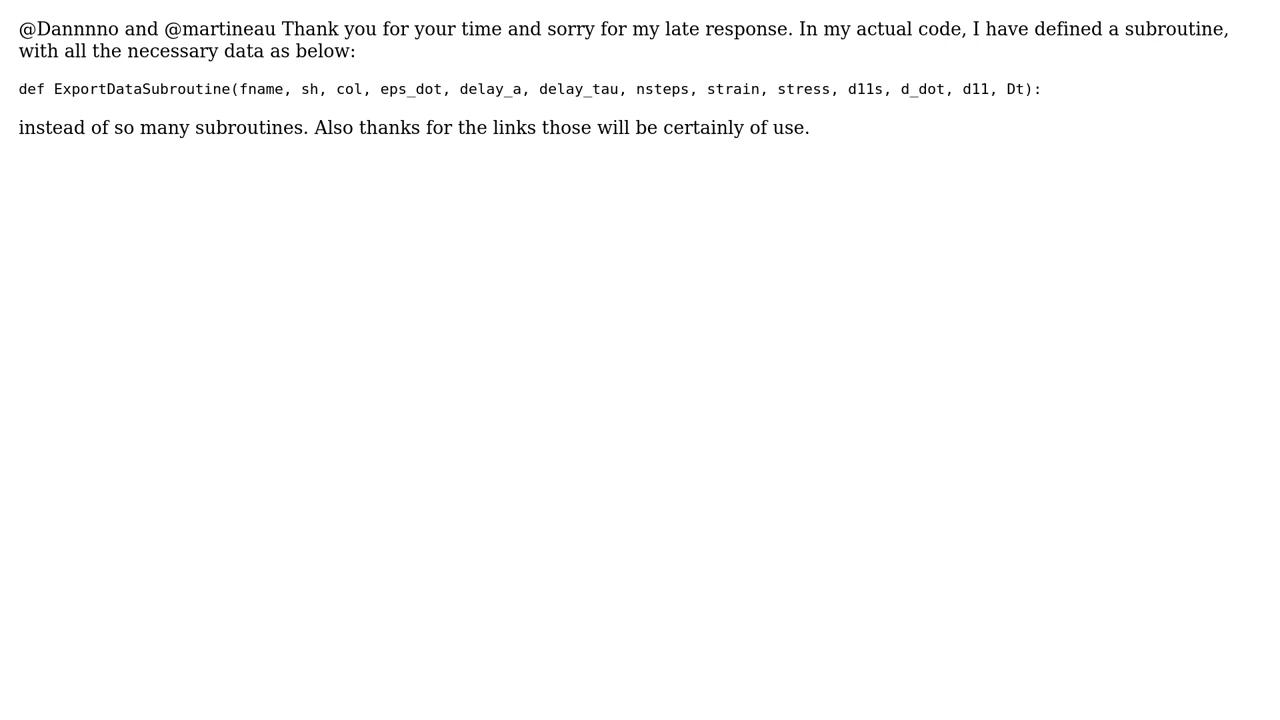 @Dannnno and @martineau Thank you for your time and sorry for my late response. In my actual code, I have defined a subroutine,
with all the necessary data as below:
def ExportDataSubroutine(fname, sh, col, eps_dot, delay_a, delay_tau, nsteps, strain, stress, d11s, d_dot, d11, Dt):
instead of so many subroutines. Also thanks for the links those will be certainly of use.